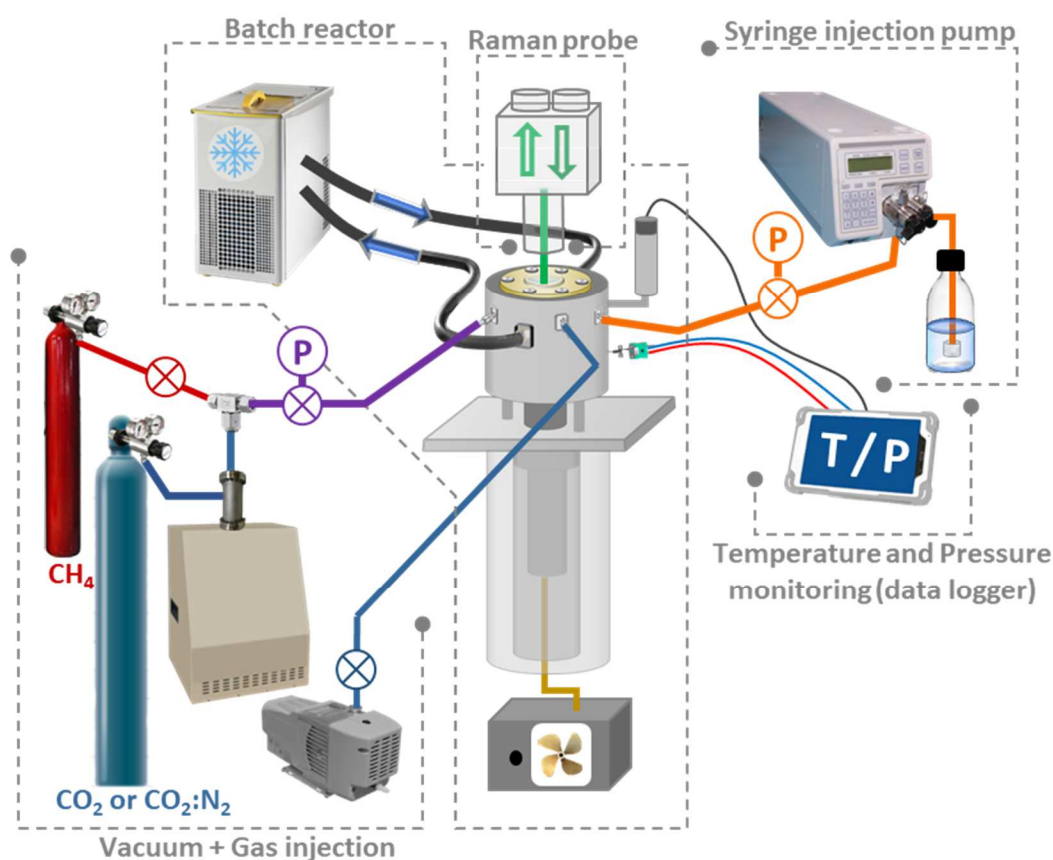 Batch reactor
Raman probe
Syringe injection pump
P
P
T/P
CH₄
Temperature and Pressure
monitoring (data logger)
CO₂ or CO₂:N₂
Vacuum + Gas injection